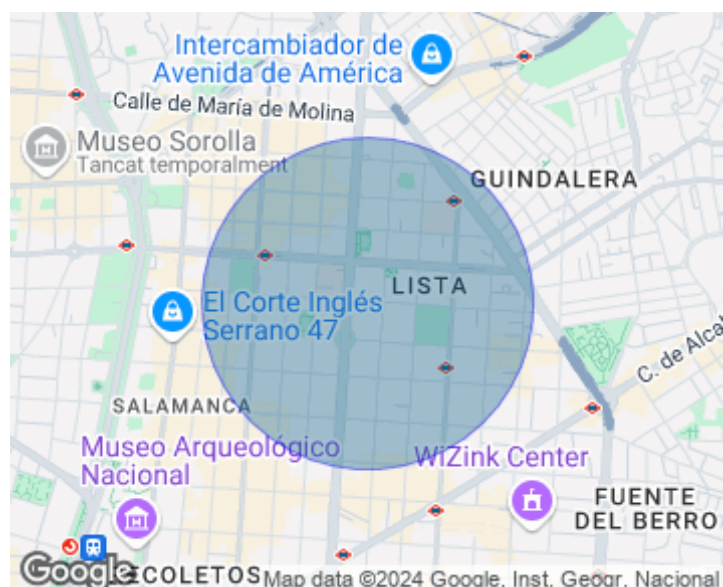 Intercambiador de
Avenida de América
Calle de María de Molina
Museo Sorolla
Tancat temporalment
GUINDALERA
LISTA
El Corte Inglés
Serrano 47
C. de Alcal
SALAMANCA
Museo Arqueológico
Nacional
WiZink Center
FUENTE
DEL BERRO
Google
ECOLETOS
Map data ©2024 Google, Inst. Geogr. Nacional